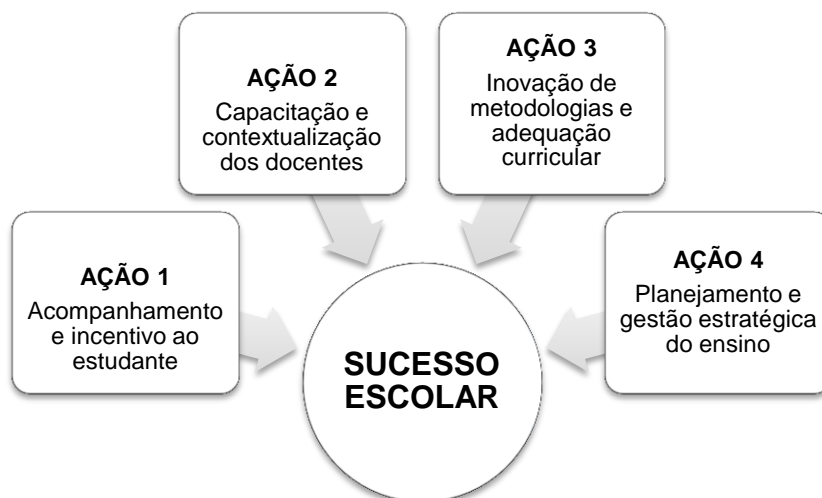 AÇÃO 1
Acompanhamento
e incentivo ao
estudante
AÇÃO 2
Capacitação e
contextualização
dos docentes
AÇÃO 3
Inovação de
metodologias e
adequação
curricular
AÇÃO 4
Planejamento e
gestão estratégica
do ensino
SUCESSO
ESCOLAR